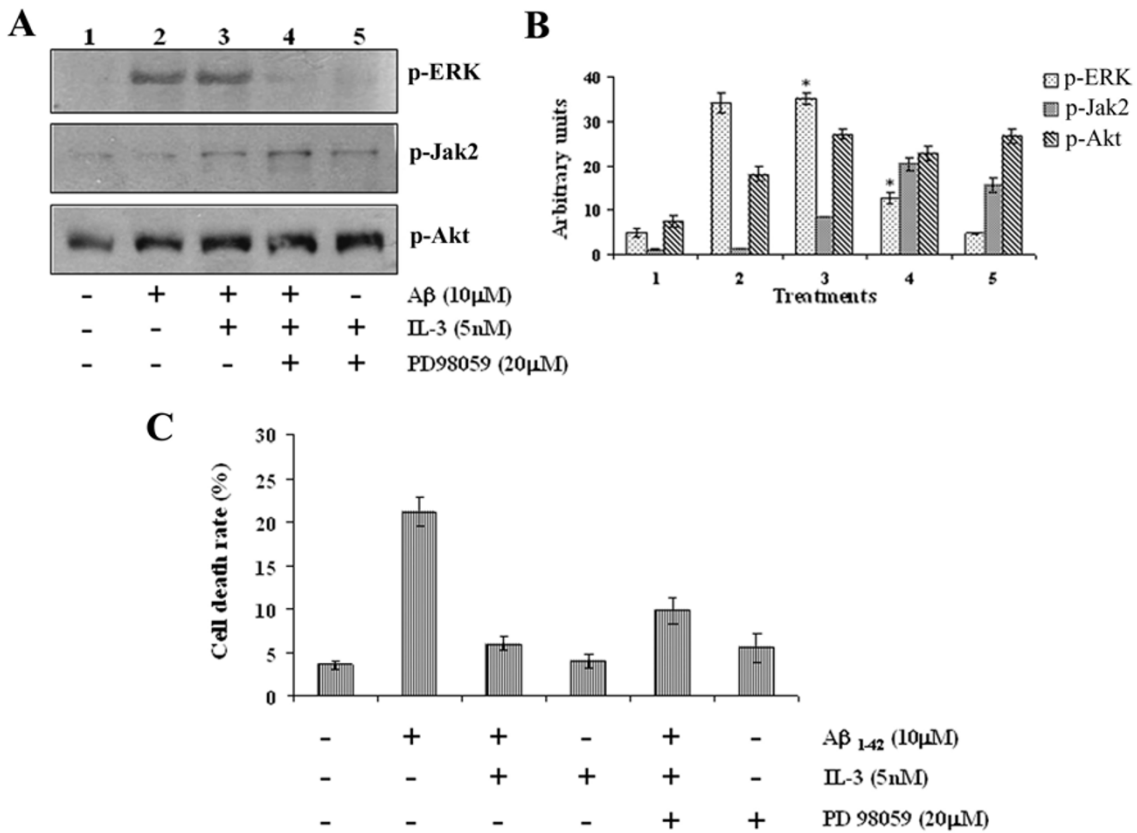 A
1 2 3 4 5
p-ERK
p-Jak2
p-Akt
- + + + - Aβ (10μM)
- - + + + IL-3 (5nM)
- - - + + PD98059 (20μM)
B
Arbitrary units
40
30
20
10
0
* *
1 2 3 4 5
Treatments
p-ERK
p-Jak2
p-Akt
C
Cell death rate (%)
30
25
20
15
10
5
0
- + + - + - Aβ 1-42 (10μM)
- - + + + - IL-3 (5nM)
+ + PD 98059 (20μM)